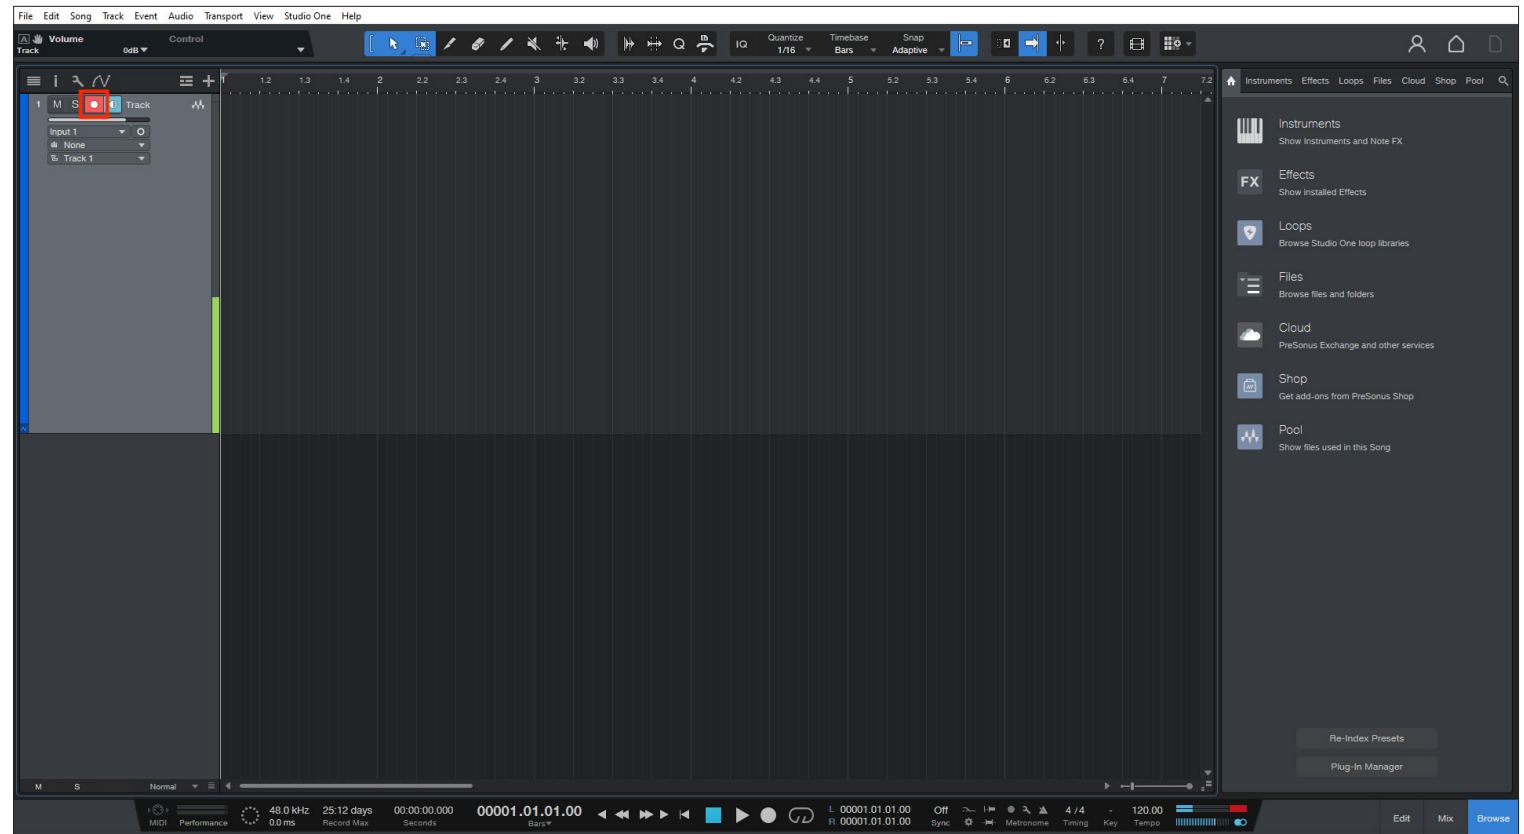 File Edit Song Track Event Audio Transport View Studio One Help
A Volume Control
Track 0dB
IQ Quantize Timebase Snap ?
1/16 Bars Adaptive
i 1 1.2 1.3 1.4 2 2.2 2.3 2.4 3 3.2 3.3 3.4 4 4.2 4.3 4.4 5 5.2 5.3 5.4 6 6.2 6.3 6.4 7 7.2
Instruments Effects Loops Files Cloud Shop Pool
1 M S Track
Input 1
None
Track 1
Instruments
Show Instruments and Note FX
FX
Effects
Show installed Effects
Loops
Browse Studio One loop libraries
Files
Browse files and folders
Cloud
PreSonus Exchange and other services
Shop
Get add-ons from PreSonus Shop
Pool
Show files used in this Song
Re-Index Presets
Plug-In Manager
M S Normal
MIDI Performance
48.0 kHz 25:12 days 00:00:00.000 00001.01.01.00
0.0 ms Record Max Seconds Bars
L 00001.01.01.00 Off 4 / 4 - 120.00
R 00001.01.01.00 Sync Metronome Timing Key Tempo
Edit Mix Browse